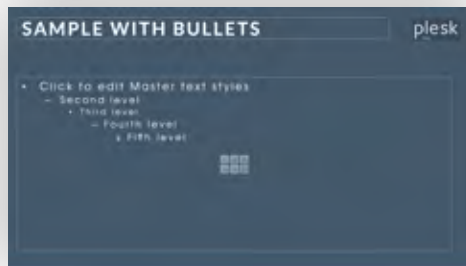 SAMPLE WITH BULLETS
plesk
• Click to edit Master text styles
– Second level
• Third level
– Fourth level
» Fifth level